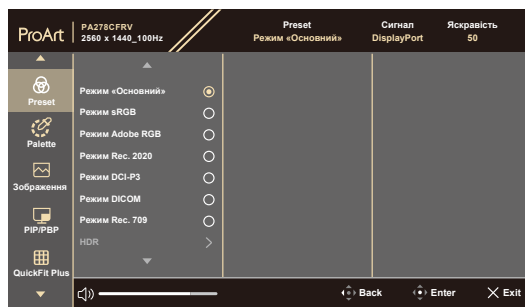 ProArt
PA278CFRV
2560 x 1440_100Hz
Preset
Режим «Основний»
Сигнал
DisplayPort
Яскравість
50
Preset
Palette
Зображення
PIP/PBP
QuickFit Plus
Режим «Основний»
Режим sRGB
Режим Adobe RGB
Режим Rec. 2020
Режим DCI-P3
Режим DICOM
Режим Rec. 709
HDR
Back
Enter
Exit